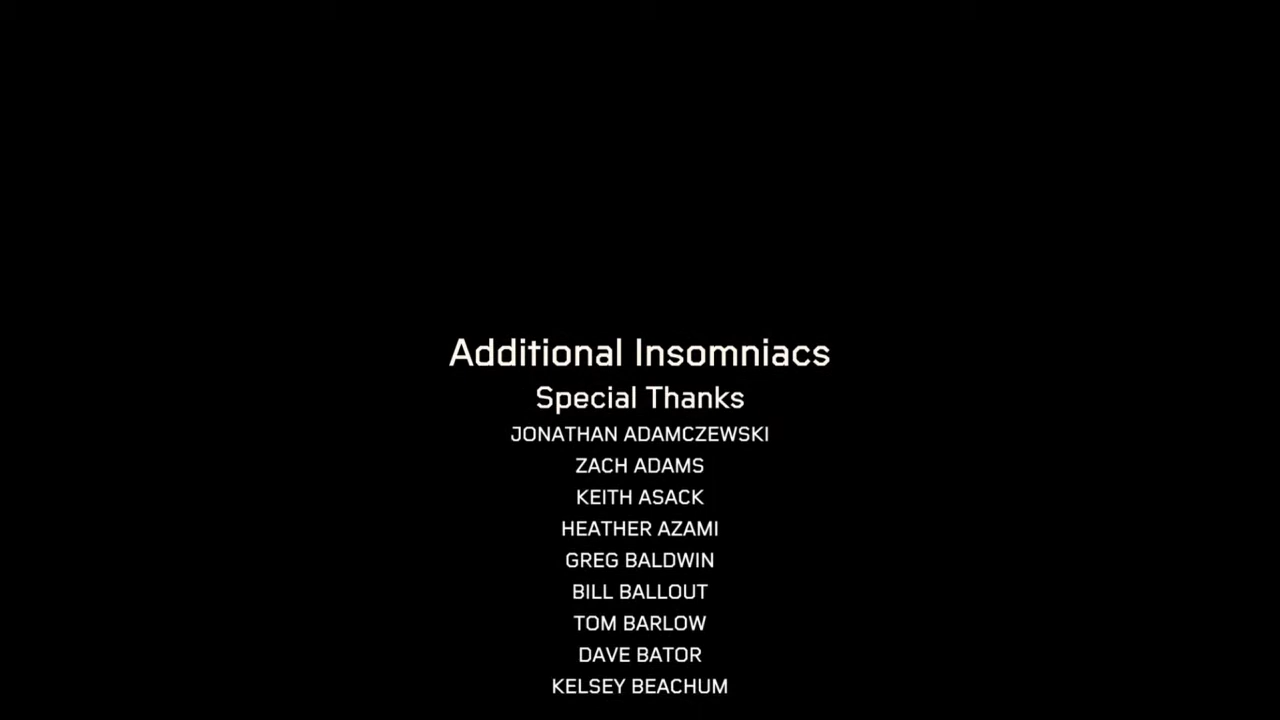 Additional Insomniacs
Special Thanks
JONATHAN ADAMCZEWSKI
ZACH ADAMS
KEITH ASACK
HEATHER AZAMI
GREG BALDWIN
BILL BALLOUT
TOM BARLOW
DAVE BATOR
KELSEY BEACHUM